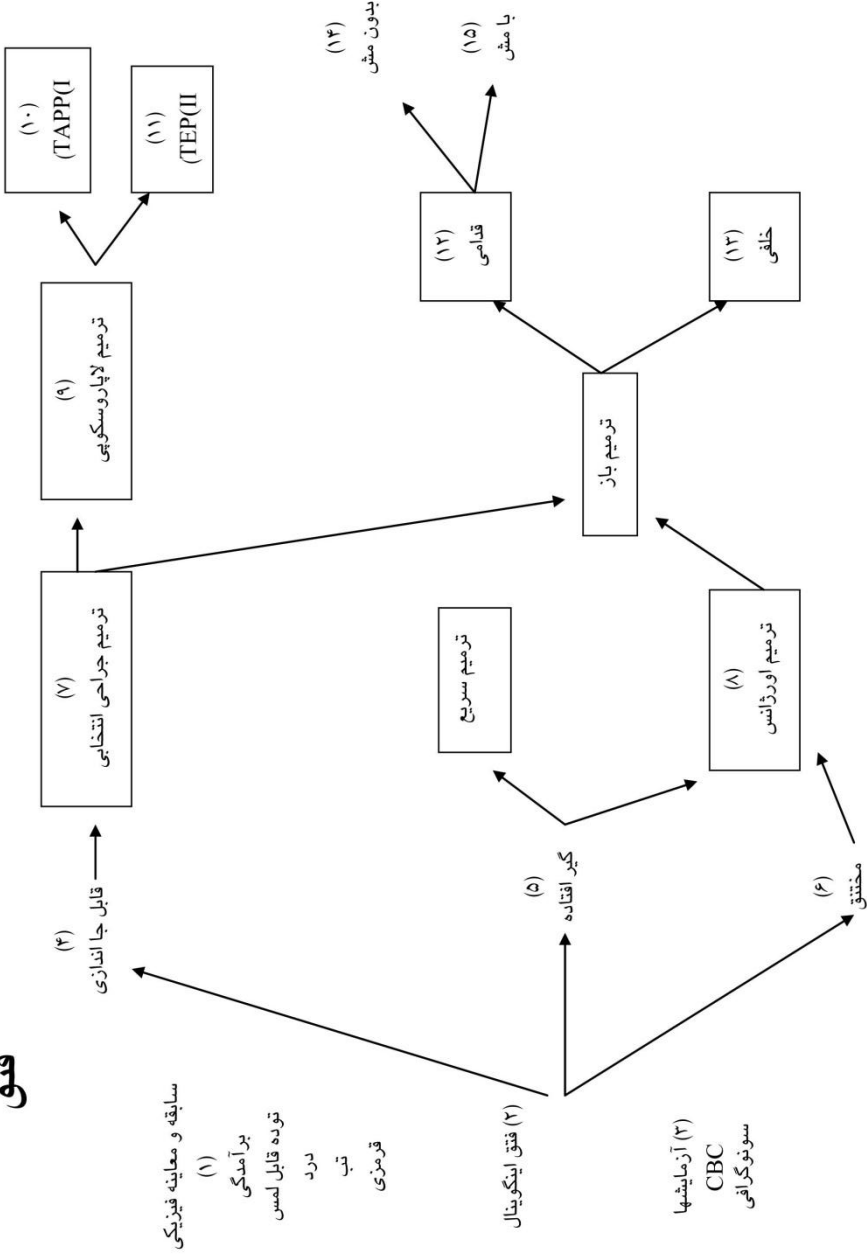 فتق
سابقه و معاینه فیزیکی
(۱)
برآمدگی
توده قابل لمس
درد
تب
قرمزی
(۲) فتق اینگوینال
(۳) آزمایشها
CBC
سونوگرافی
(۴)
قابل جا اندازی
(۵)
گیر افتاده
(۶)
مختنق
(۷)
ترمیم جراحی انتخابی
ترمیم سریع
(۸)
ترمیم اورژانس
(۹)
ترمیم لاپاروسکوپی
ترمیم باز
(۱۰)
(TAPP(I
(۱۱)
(TEP(II
(۱۲)
قدامی
(۱۳)
خلفی
(۱۴)
بدون مش
(۱۵)
با مش